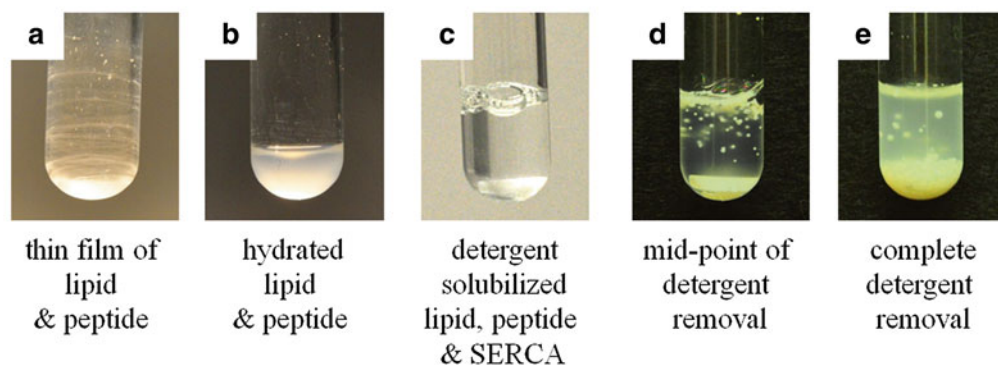 a
b
c
d
e
thin film of
lipid
& peptide
hydrated
lipid
& peptide
detergent
solubilized
lipid, peptide
& SERCA
mid-point of
detergent
removal
complete
detergent
removal